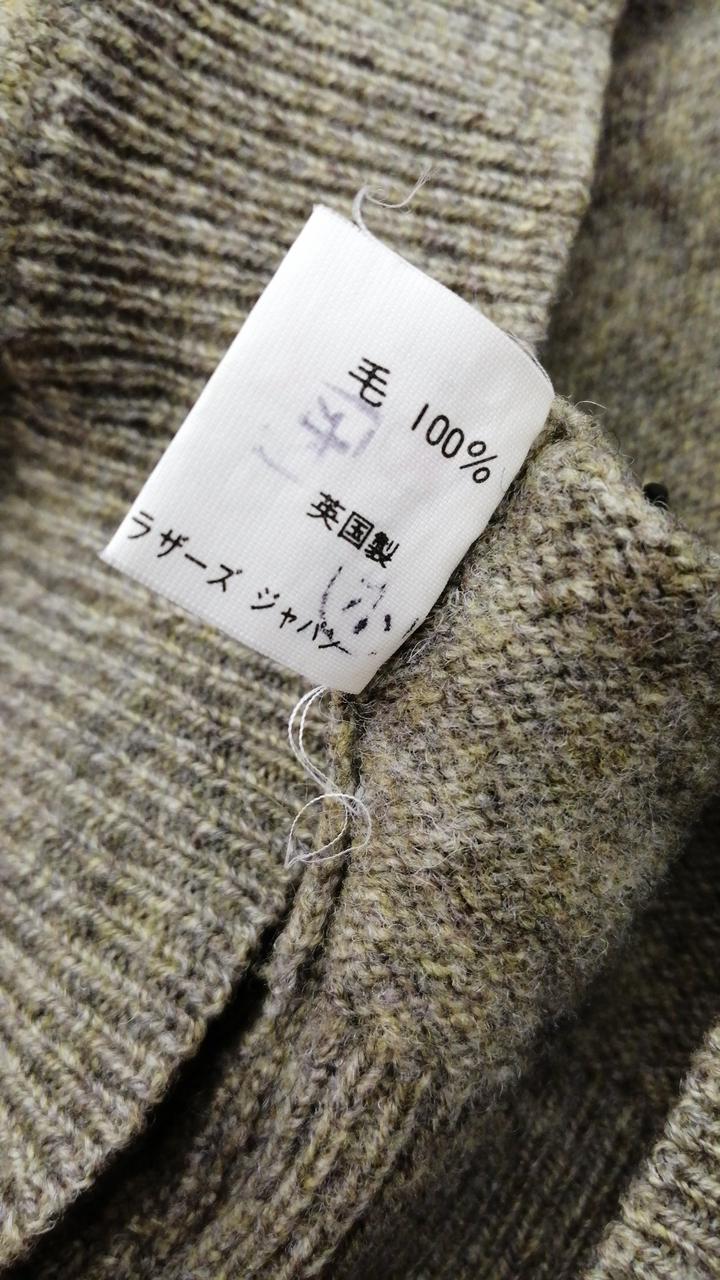 毛 100%
英国製
ラザーズ ジャパン